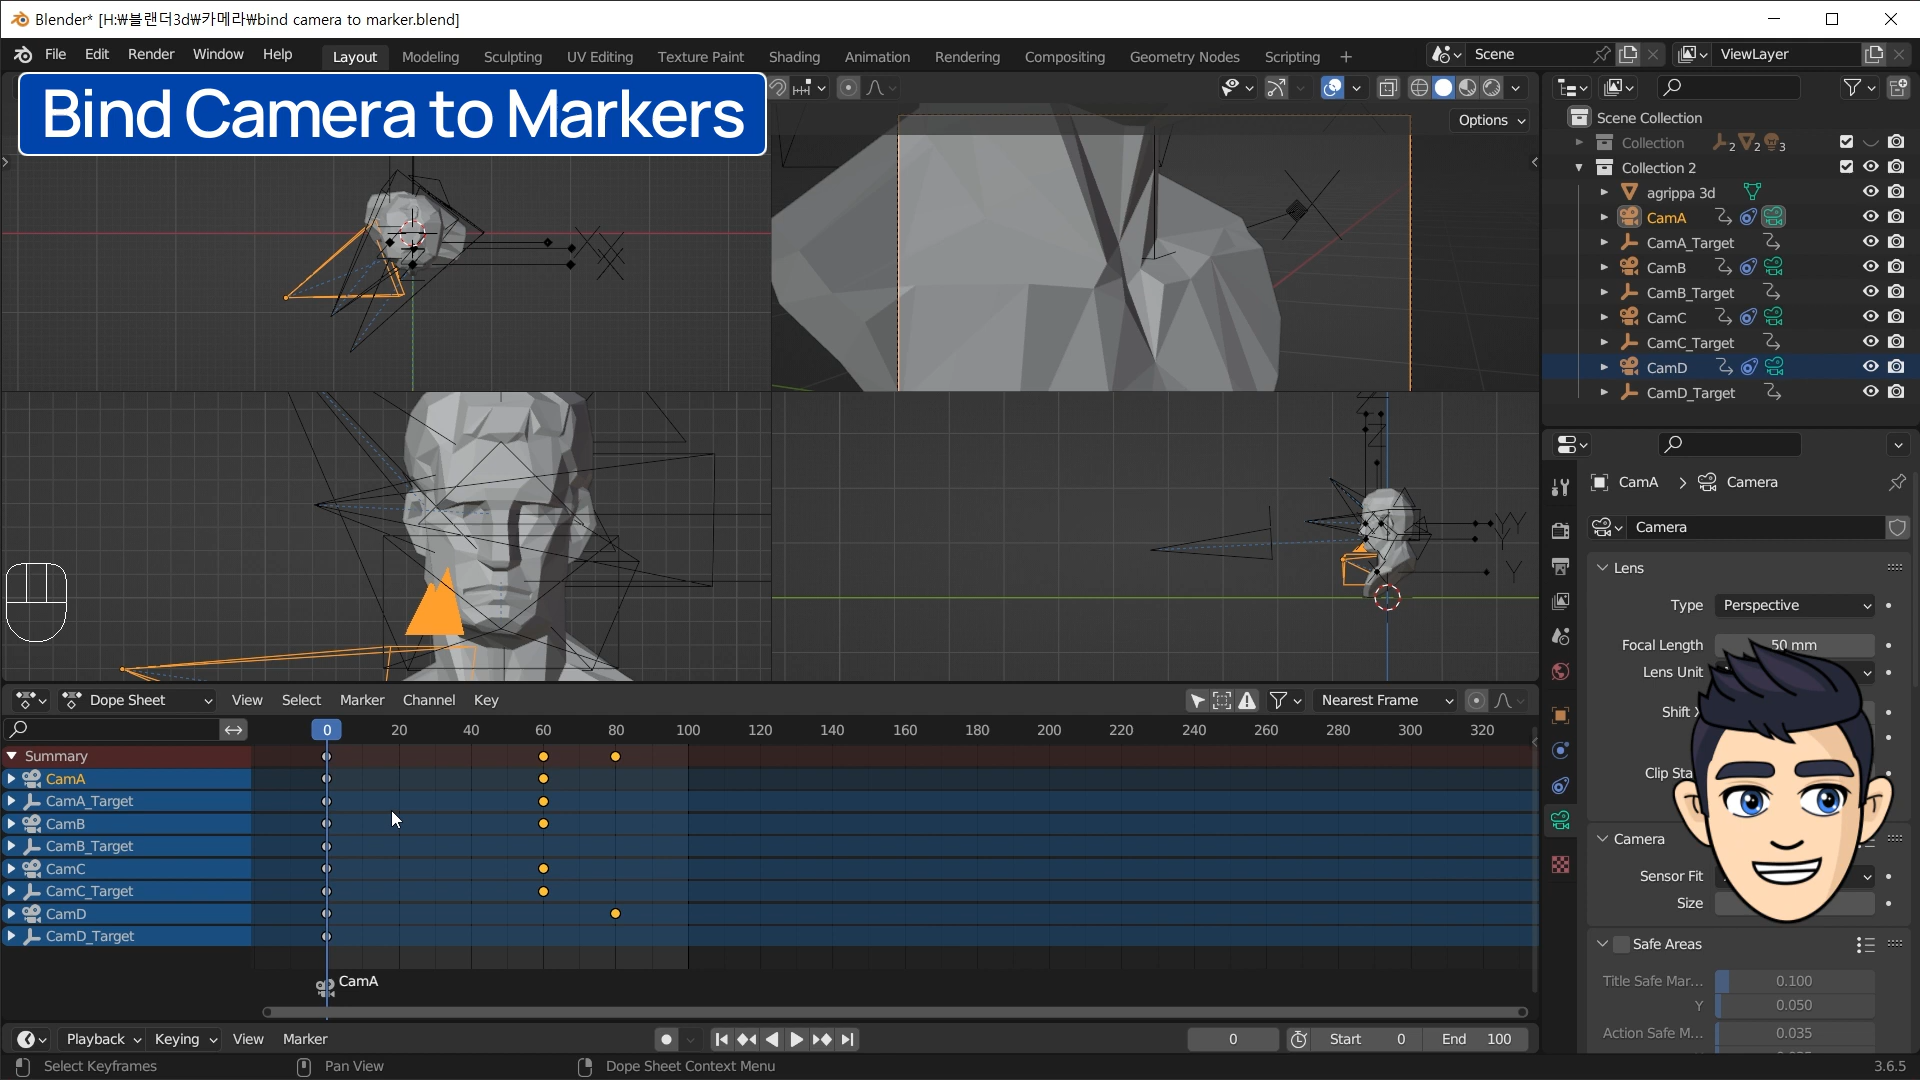 Blender* [H:₩블랜더3d₩카메라₩bind camera to marker.blend]
File Edit Render Window Help Layout Modeling Sculpting UV Editing Texture Paint Shading Animation Rendering Compositing Geometry Nodes Scripting + Scene ViewLayer
Bind Camera to Markers
Options
Scene Collection
Collection 2 2 3
Collection 2
agrippa 3d
CamA
CamA_Target
CamB
CamB_Target
CamC
CamC_Target
CamD
CamD_Target
CamA > Camera
Camera
Lens
Type Perspective
Focal Length 50 mm
Lens Unit
Shift X
Clip Sta
Camera
Sensor Fit
Size
Safe Areas
Title Safe Mar... 0.100
Y 0.050
Action Safe M... 0.035
Dope Sheet View Select Marker Channel Key Nearest Frame
0 20 40 60 80 100 120 140 160 180 200 220 240 260 280 300 320
Summary
CamA
CamA_Target
CamB
CamB_Target
CamC
CamC_Target
CamD
CamD_Target
CamA
Playback Keying View Marker 0 Start 0 End 100
Select Keyframes Pan View Dope Sheet Context Menu 3.6.5